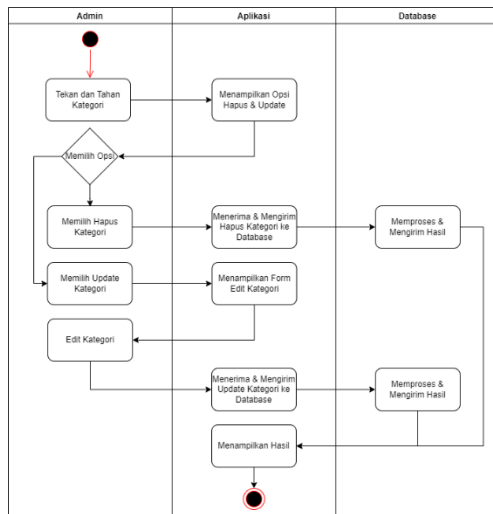 Admin
Aplikasi
Database
Tekan dan Tahan
Kategori
Menampilkan Opsi
Hapus & Update
Memilih Opsi
Memilih Hapus
Kategori
Menerima & Mengirim
Hapus Kategori ke
Database
Memproses &
Mengirim Hasil
Memilih Update
Kategori
Menampilkan Form
Edit Kategori
Edit Kategori
Menerima & Mengirim
Update Kategori ke
Database
Memproses &
Mengirim Hasil
Menampilkan Hasil